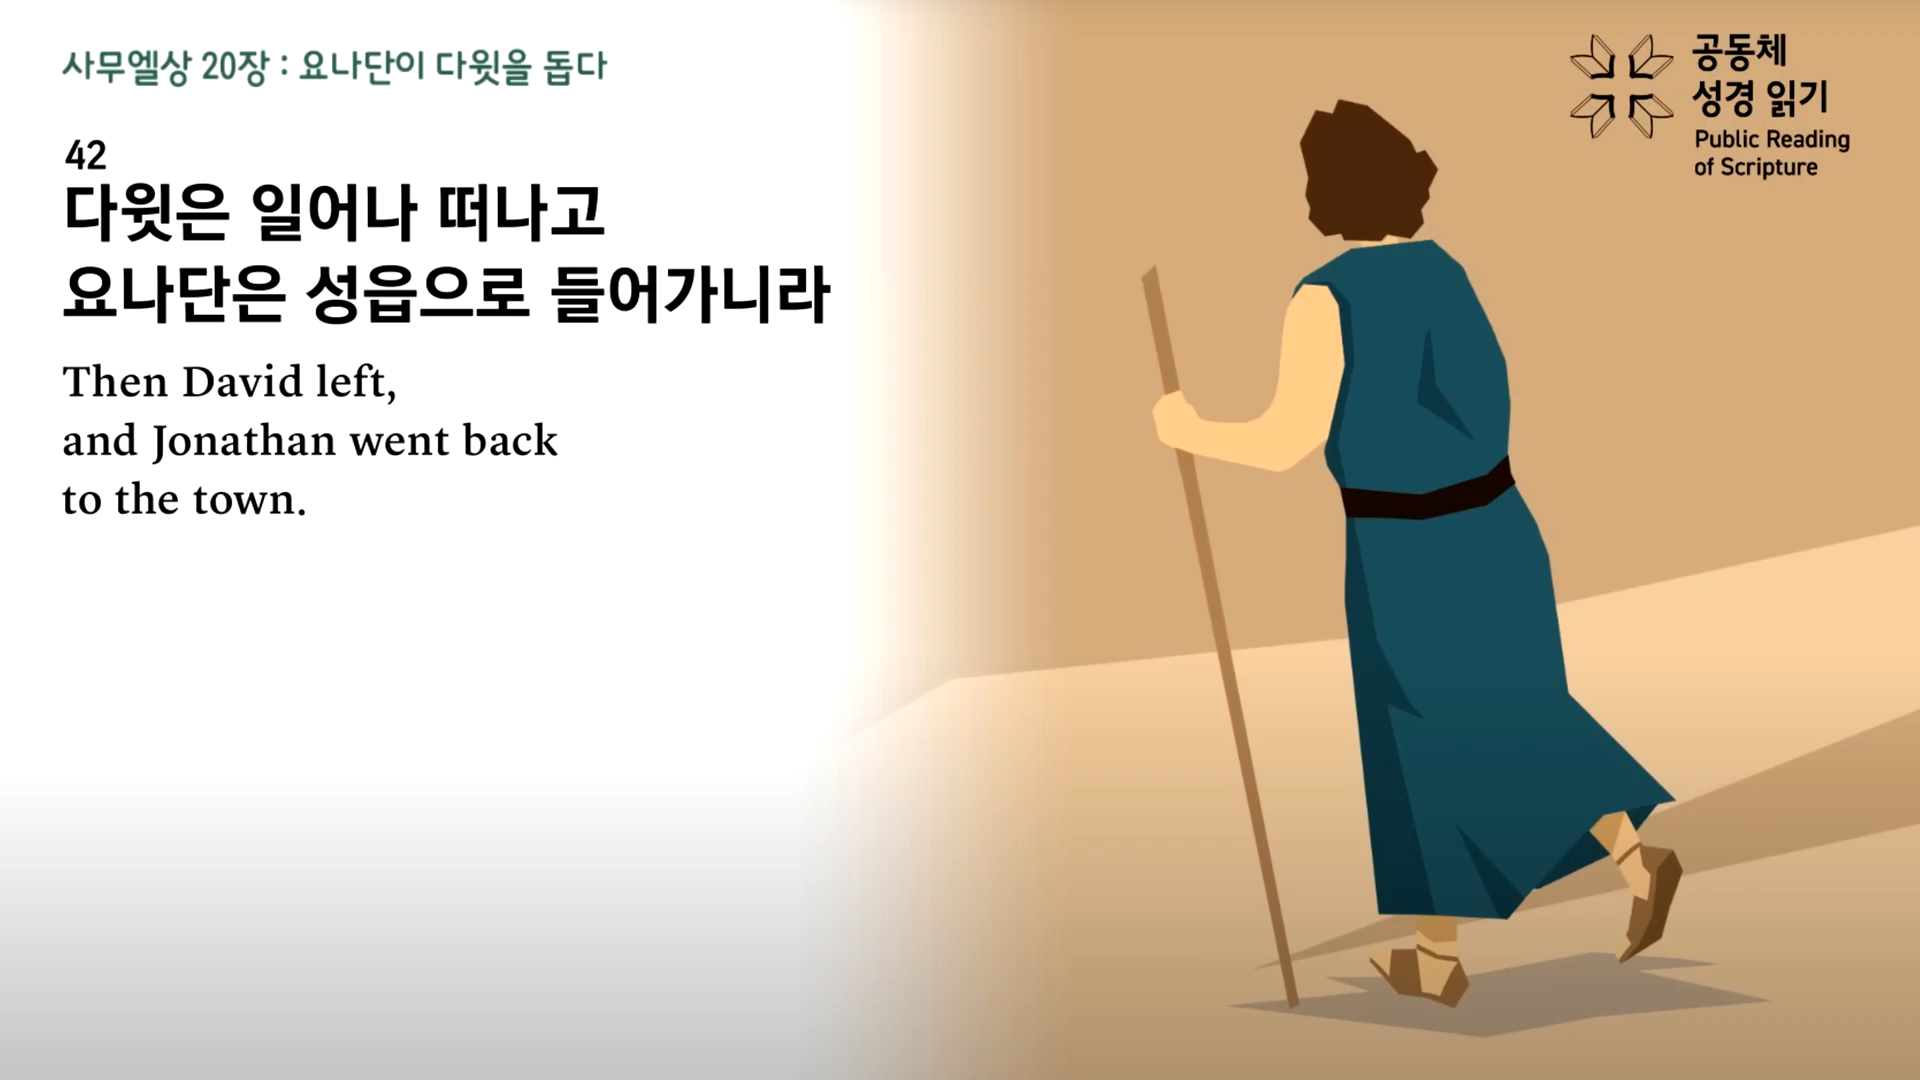 사무엘상 20장 : 요나단이 다윗을 돕다
42
다윗은 일어나 떠나고
요나단은 성읍으로 들어가니라
Then David left,
and Jonathan went back
to the town.
공동체
성경 읽기
Public Reading
of Scripture